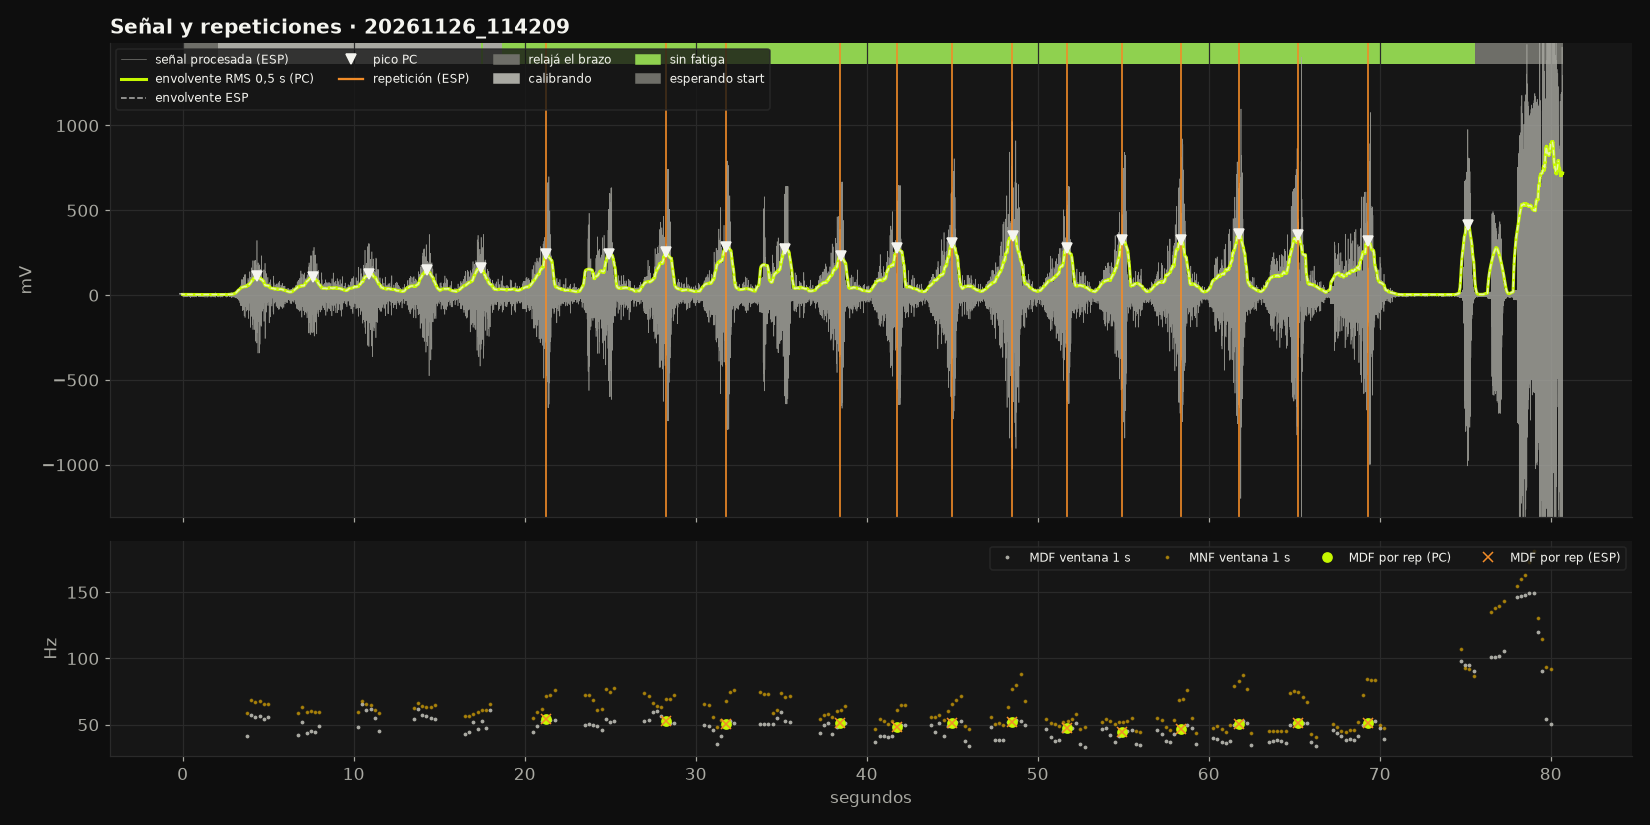 Señal y repeticiones · 20261126_114209
señal procesada (ESP)
envolvente RMS 0,5 s (PC)
envolvente ESP
pico PC
repetición (ESP)
relajá el brazo
calibrando
sin fatiga
esperando start
1000
500
0
−500
−1000
mV
MDF ventana 1 s
MNF ventana 1 s
MDF por rep (PC)
MDF por rep (ESP)
150
100
50
Hz
0 10 20 30 40 50 60 70 80
segundos